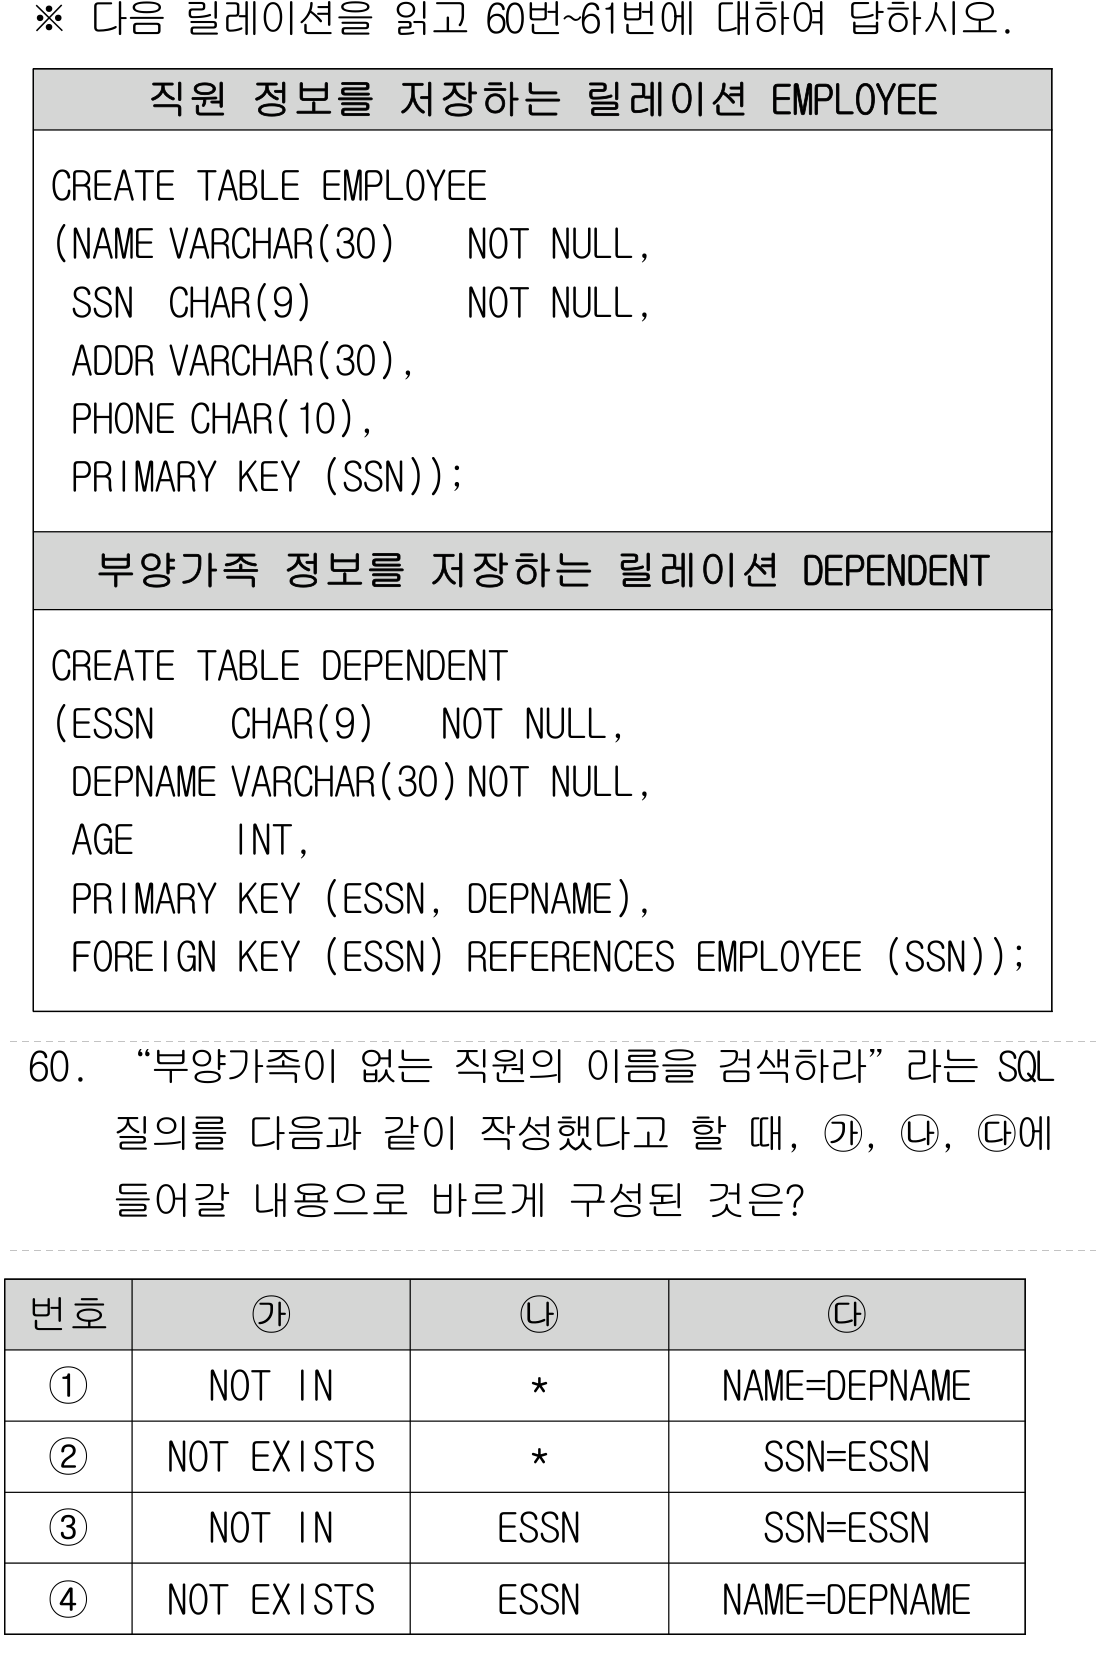 ※ 다음 릴레이션을 읽고 60번~61번에 대하여 답하시오.
직원 정보를 저장하는 릴레이션 EMPLOYEE
CREATE TABLE EMPLOYEE
(NAME VARCHAR(30) NOT NULL,
SSN CHAR(9) NOT NULL,
ADDR VARCHAR(30),
PHONE CHAR(10),
PRIMARY KEY (SSN));
부양가족 정보를 저장하는 릴레이션 DEPENDENT
CREATE TABLE DEPENDENT
(ESSN CHAR(9) NOT NULL,
DEPNAME VARCHAR(30) NOT NULL,
AGE INT,
PRIMARY KEY (ESSN, DEPNAME),
FOREIGN KEY (ESSN) REFERENCES EMPLOYEE (SSN));
60. “부양가족이 없는 직원의 이름을 검색하라” 라는 SQL
질의를 다음과 같이 작성했다고 할 때, ㉮, ㉯, ㉰에
들어갈 내용으로 바르게 구성된 것은?
번호 ㉮ ㉯ ㉰
① NOT IN * NAME=DEPNAME
② NOT EXISTS * SSN=ESSN
③ NOT IN ESSN SSN=ESSN
④ NOT EXISTS ESSN NAME=DEPNAME